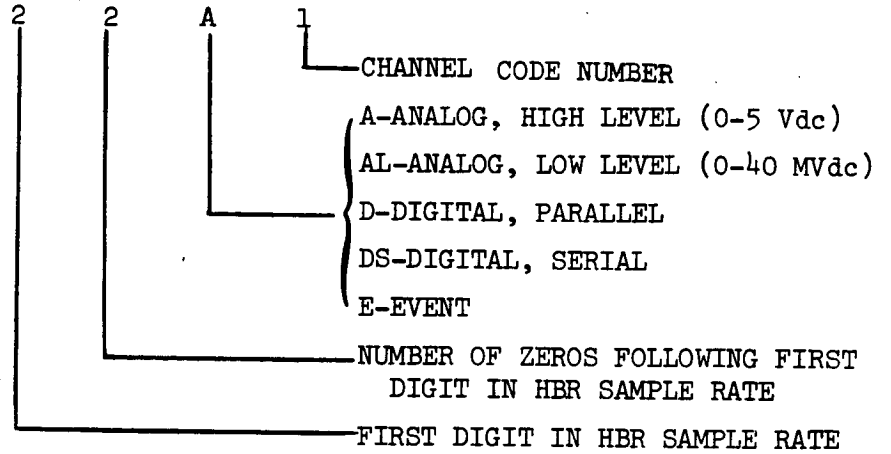 2 2 A 1
CHANNEL CODE NUMBER
A-ANALOG, HIGH LEVEL (0-5 Vdc)
AL-ANALOG, LOW LEVEL (0-40 MVdc)
D-DIGITAL, PARALLEL
DS-DIGITAL, SERIAL
E-EVENT
NUMBER OF ZEROS FOLLOWING FIRST
DIGIT IN HBR SAMPLE RATE
FIRST DIGIT IN HBR SAMPLE RATE